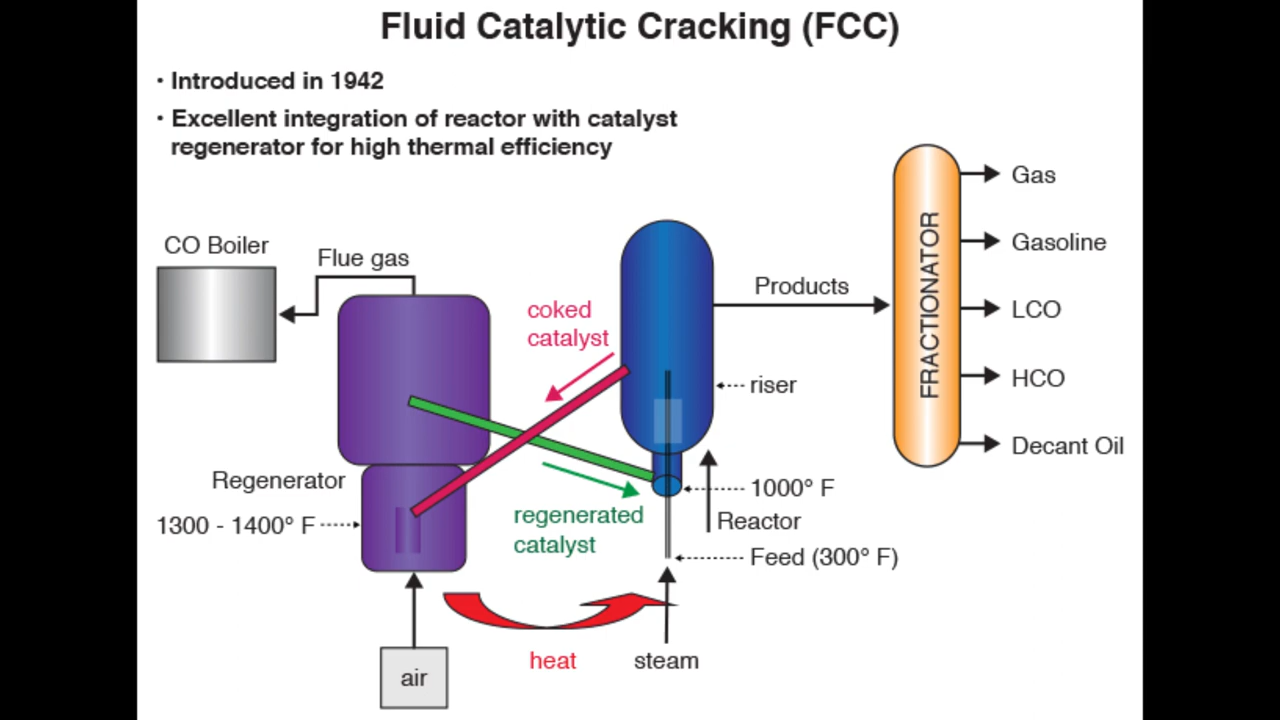 Fluid Catalytic Cracking (FCC)
· Introduced in 1942
· Excellent integration of reactor with catalyst
regenerator for high thermal efficiency
CO Boiler
Flue gas
coked
catalyst
Products
riser
FRACTIONATOR
Gas
Gasoline
LCO
HCO
Decant Oil
Regenerator
1300 - 1400° F
regenerated
catalyst
1000° F
Reactor
Feed (300° F)
air
heat
steam